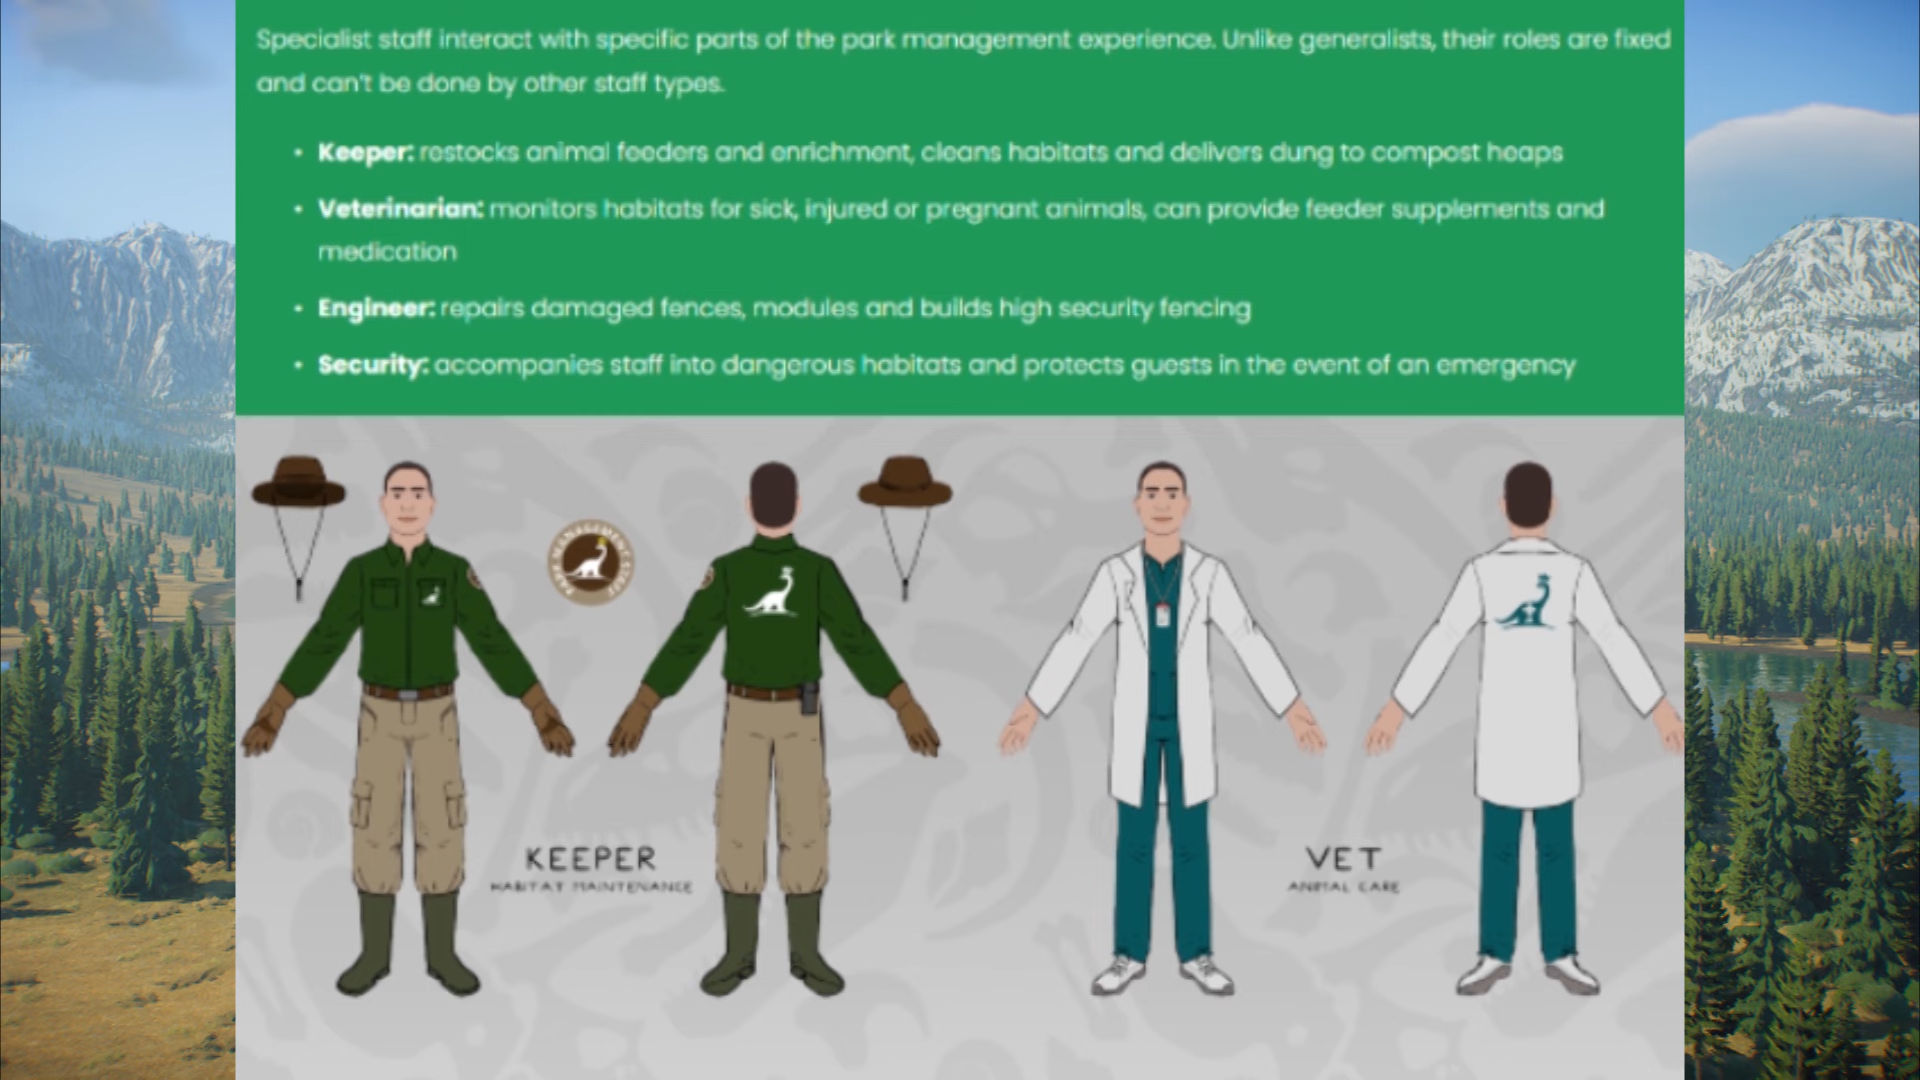 Specialist staff interact with specific parts of the park management experience. Unlike generalists, their roles are fixed
and can't be done by other staff types.
• Keeper: restocks animal feeders and enrichment, cleans habitats and delivers dung to compost heaps
• Veterinarian: monitors habitats for sick, injured or pregnant animals, can provide feeder supplements and
medication
• Engineer: repairs damaged fences, modules and builds high security fencing
• Security: accompanies staff into dangerous habitats and protects guests in the event of an emergency
PARK MANAGEMENT STAFF
KEEPER
HABITAT MAINTENANCE
VET
ANIMAL CARE